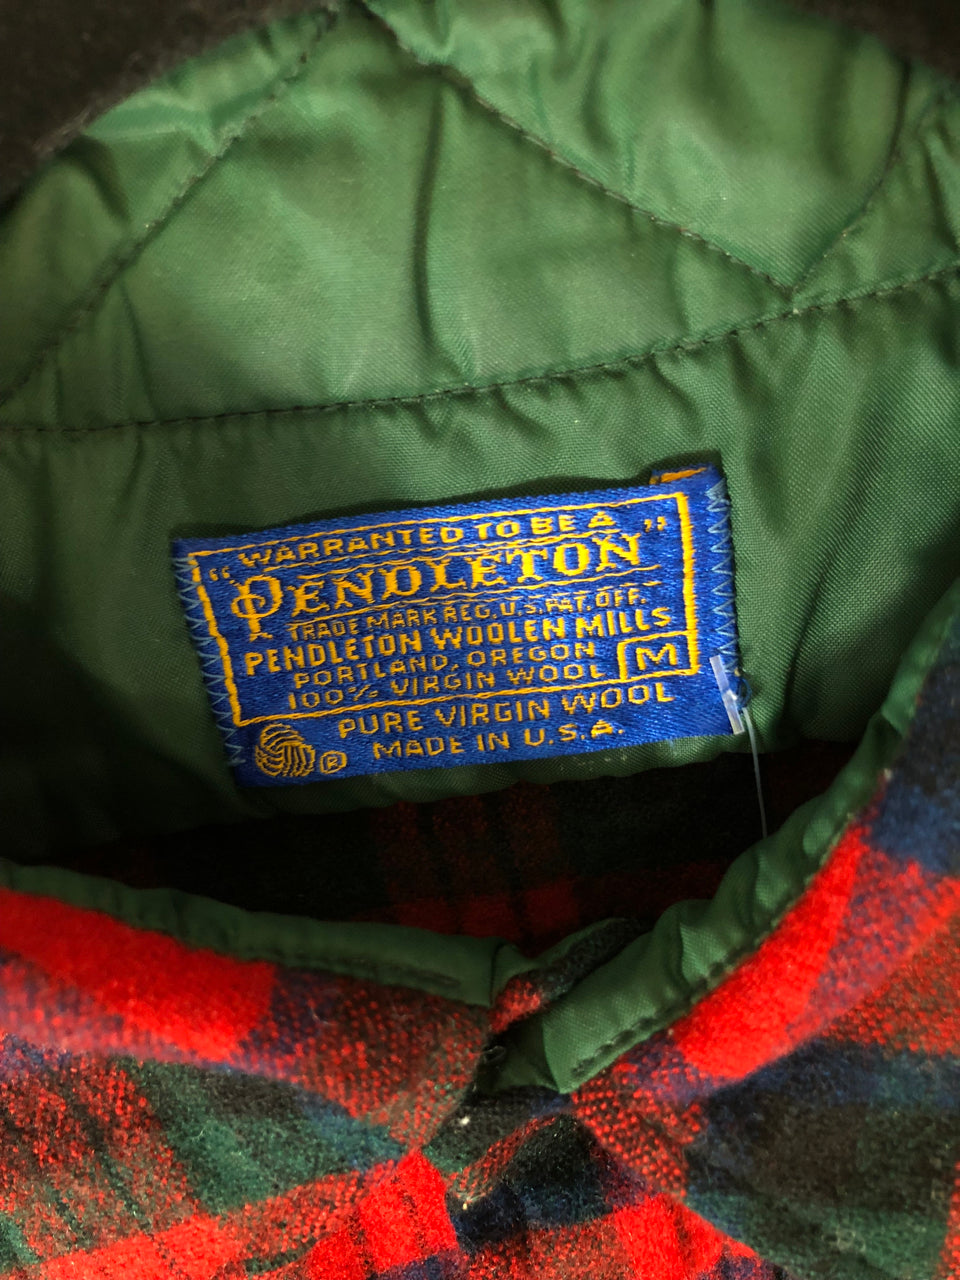 WARRANTED TO BE A
"PENDLETON"
TRADE MARK REG. U.S. PAT. OFF.
PENDLETON WOOLEN MILLS
PORTLAND, OREGON
100% VIRGIN WOOL
M
PURE VIRGIN WOOL
® MADE IN U.S.A.